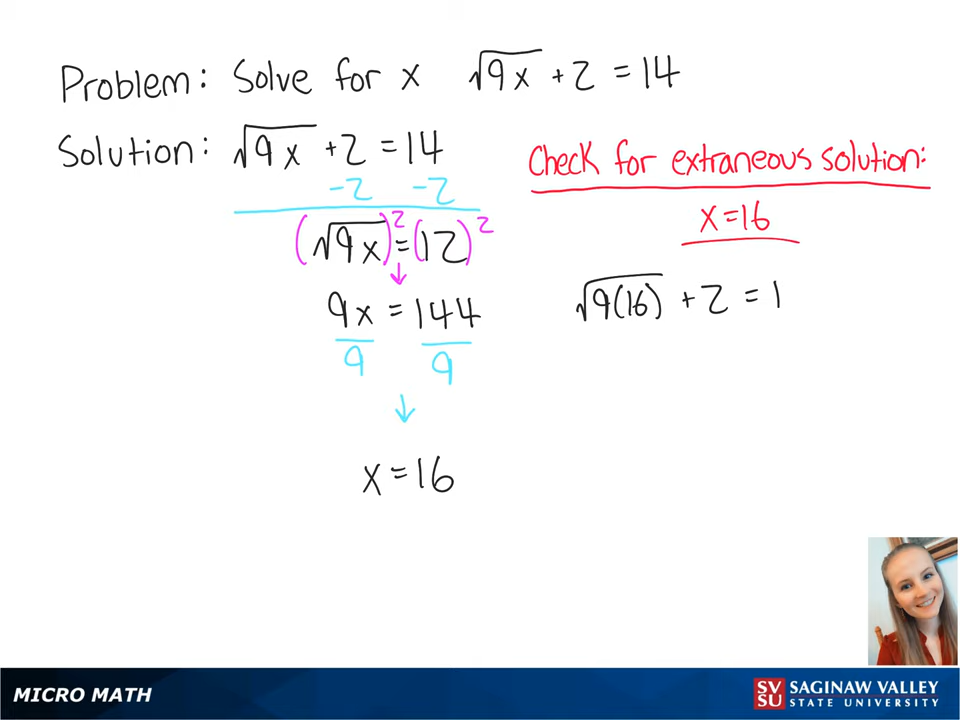 Problem: Solve for x √9x + 2 = 14
Solution: √9x + 2 = 14
-2 -2
(√9x)² = (12)²
↓
9x = 144
9 9
↓
x = 16
Check for extraneous solution:
x = 16
√9(16) + 2 = 1
MICRO MATH
SV
SU
SAGINAW VALLEY
STATE UNIVERSITY